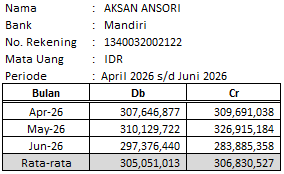 Nama : AKSAN ANSORI
Bank : Mandiri
No. Rekening : 1340032002122
Mata Uang : IDR
Periode : April 2026 s/d Juni 2026
Bulan Db Cr
Apr-26 307,646,877 309,691,038
May-26 310,129,722 326,915,184
Jun-26 297,376,440 283,885,358
Rata-rata 305,051,013 306,830,527